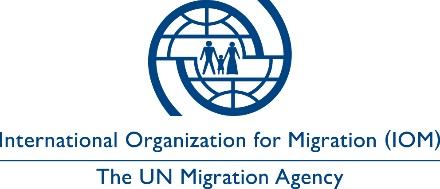 International Organization for Migration (IOM)
The UN Migration Agency